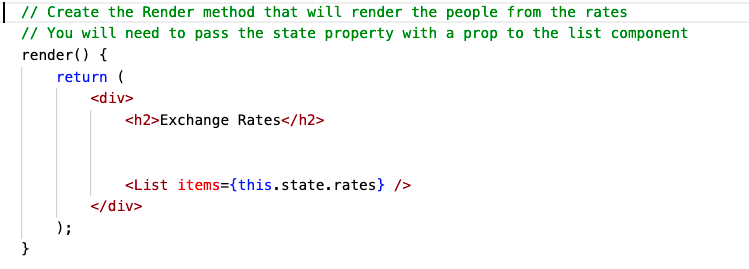 // Create the Render method that will render the people from the rates
// You will need to pass the state property with a prop to the list component
render() {
return (
<div>
<h2>Exchange Rates</h2>
<List items={this.state.rates} />
</div>
);
}